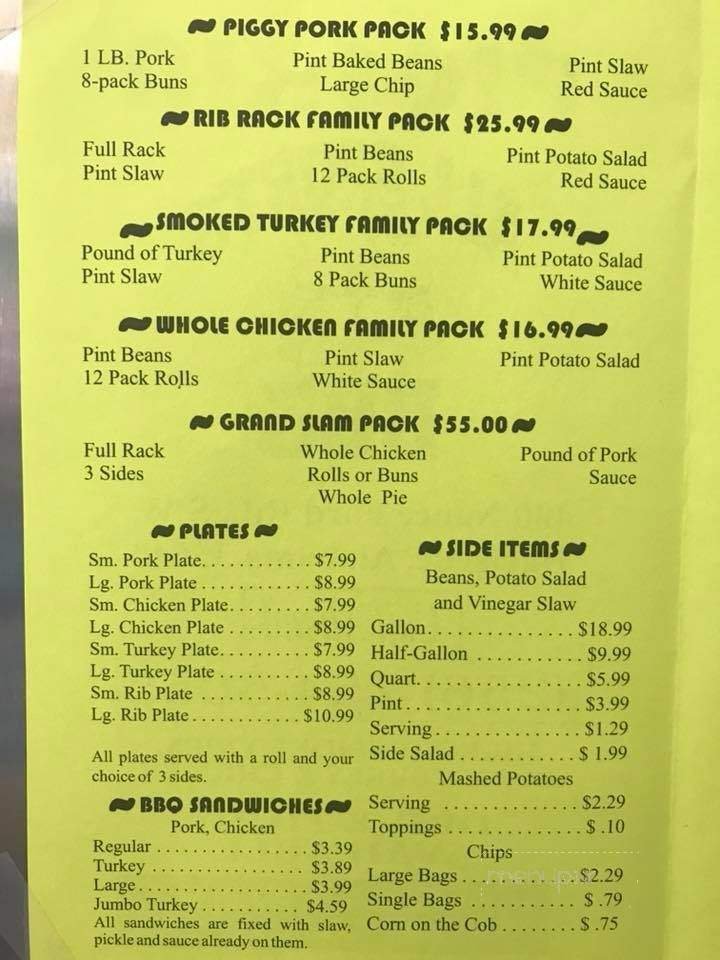 PIGGY PORK PACK $15.99
1 LB. Pork Pint Baked Beans Pint Slaw
8-pack Buns Large Chip Red Sauce
RIB RACK FAMILY PACK $25.99
Full Rack Pint Beans Pint Potato Salad
Pint Slaw 12 Pack Rolls Red Sauce
SMOKED TURKEY FAMILY PACK $17.99
Pound of Turkey Pint Beans Pint Potato Salad
Pint Slaw 8 Pack Buns White Sauce
WHOLE CHICKEN FAMILY PACK $16.99
Pint Beans Pint Slaw Pint Potato Salad
12 Pack Rolls White Sauce
GRAND SLAM PACK $55.00
Full Rack Whole Chicken Pound of Pork
3 Sides Rolls or Buns Sauce
Whole Pie
PLATES
Sm. Pork Plate. . . . . . . . . . . . $7.99
Lg. Pork Plate . . . . . . . . . . . . $8.99
Sm. Chicken Plate. . . . . . . . . $7.99
Lg. Chicken Plate . . . . . . . . . $8.99
Sm. Turkey Plate. . . . . . . . . . $7.99
Lg. Turkey Plate . . . . . . . . . . $8.99
Sm. Rib Plate . . . . . . . . . . . . $8.99
Lg. Rib Plate . . . . . . . . . . . . $10.99
All plates served with a roll and your
choice of 3 sides.
BBQ SANDWICHES
Pork, Chicken
Regular . . . . . . . . . . . . . . . . . $3.39
Turkey . . . . . . . . . . . . . . . . . $3.89
Large. . . . . . . . . . . . . . . . . . . $3.99
Jumbo Turkey . . . . . . . . . . . $4.59
All sandwiches are fixed with slaw,
pickle and sauce already on them.
SIDE ITEMS
Beans, Potato Salad
and Vinegar Slaw
Gallon. . . . . . . . . . . . . . . $18.99
Half-Gallon . . . . . . . . . . . $9.99
Quart. . . . . . . . . . . . . . . . . $5.99
Pint . . . . . . . . . . . . . . . . . . $3.99
Serving . . . . . . . . . . . . . . . $1.29
Side Salad . . . . . . . . . . . . $ 1.99
Mashed Potatoes
Serving . . . . . . . . . . . . . . $2.29
Toppings . . . . . . . . . . . . . . $ .10
Chips
Large Bags . . . . . . . . . . . . $2.29
Single Bags . . . . . . . . . . . $ .79
Corn on the Cob . . . . . . . . $ .75